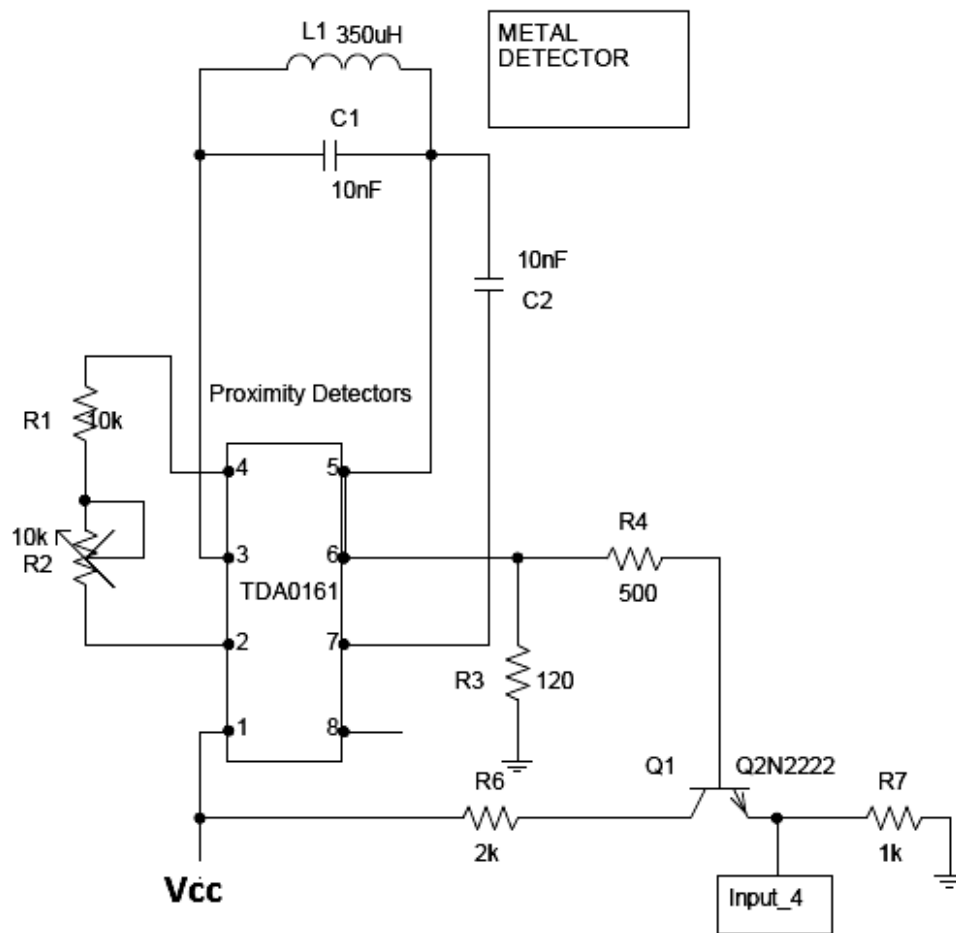 L1 350uH
METAL
DETECTOR
C1
10nF
10nF
C2
Proximity Detectors
R1 10k
4 5
10k
R2
3 6
TDA0161
R4
500
2 7
R3 120
1 8
R6
2k
Q1 Q2N2222
R7
1k
Vcc
Input_4